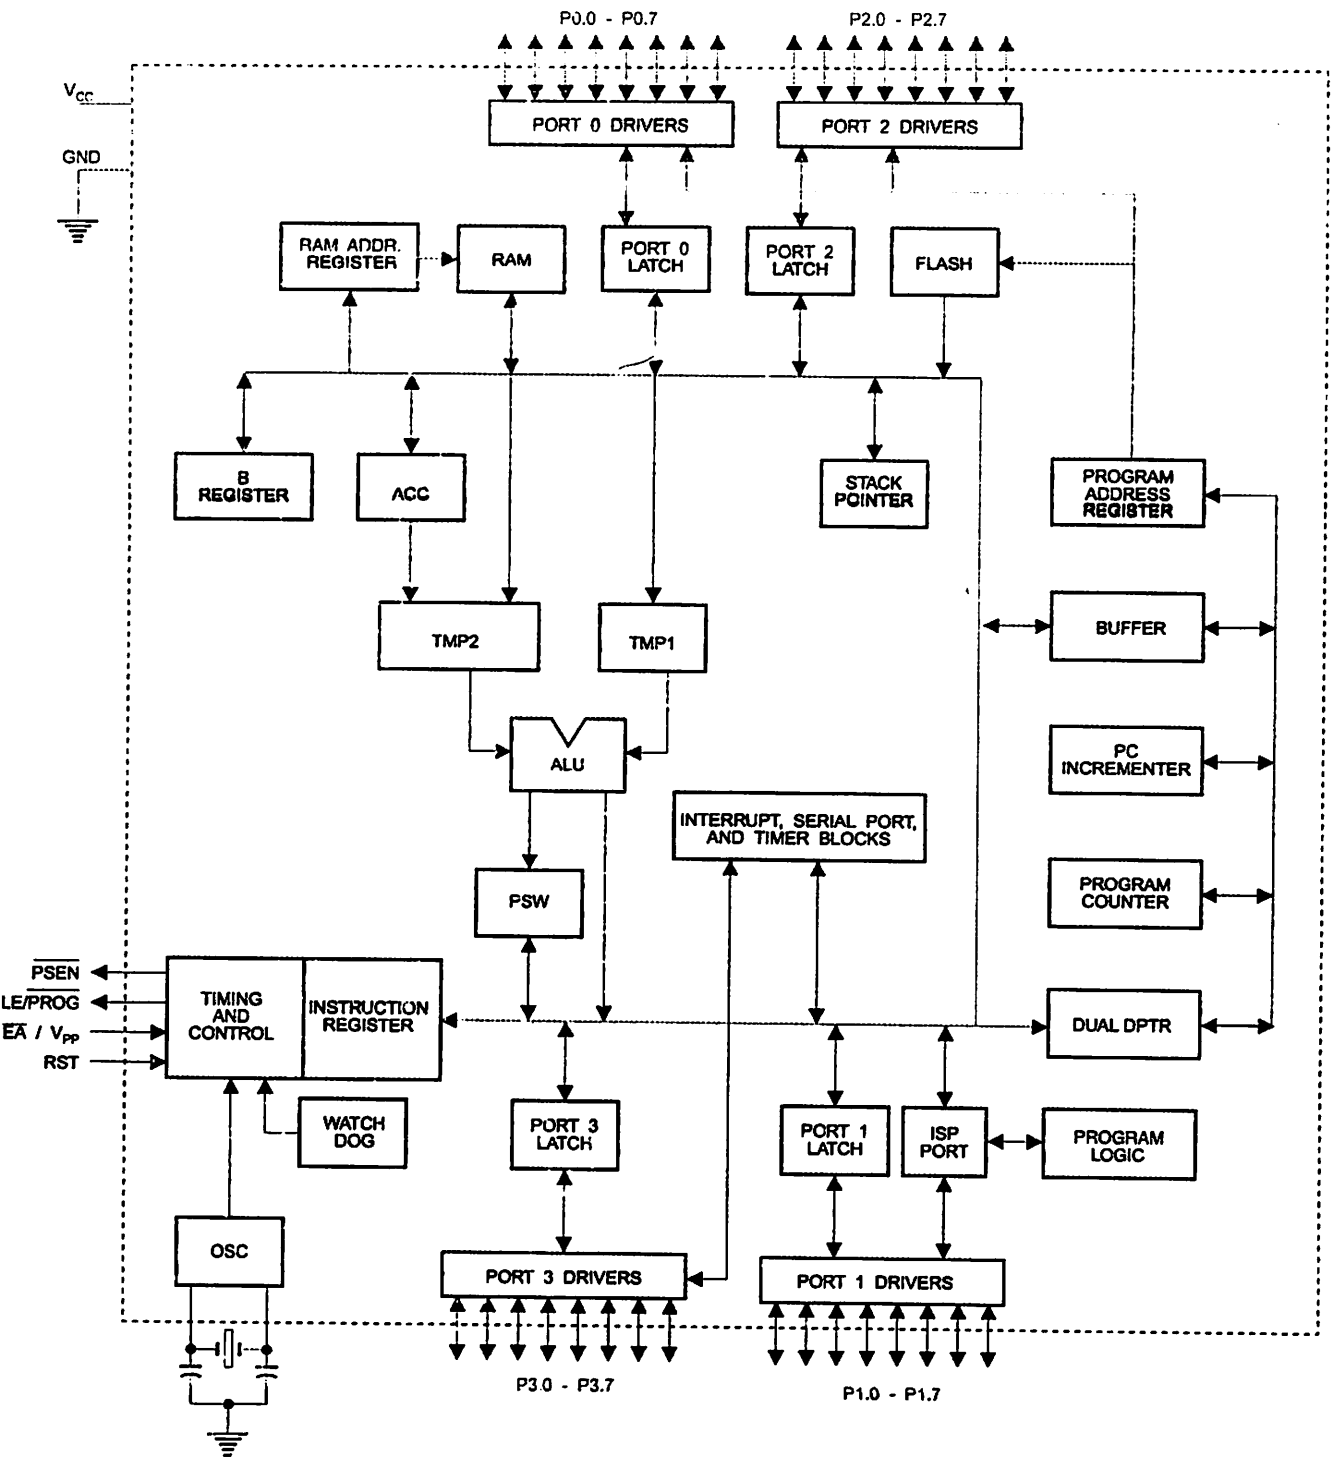 P0.0 - P0.7
P2.0 - P2.7
VCC
GND
PORT 0 DRIVERS
PORT 2 DRIVERS
RAM ADDR.
REGISTER
RAM
PORT 0
LATCH
PORT 2
LATCH
FLASH
B
REGISTER
ACC
STACK
POINTER
PROGRAM
ADDRESS
REGISTER
TMP2
TMP1
BUFFER
ALU
PC
INCREMENTER
INTERRUPT, SERIAL PORT,
AND TIMER BLOCKS
PSW
PROGRAM
COUNTER
PSEN
LE/PROG
EA / VPP
RST
TIMING
AND
CONTROL
INSTRUCTION
REGISTER
DUAL DPTR
WATCH
DOG
PORT 3
LATCH
PORT 1
LATCH
ISP
PORT
PROGRAM
LOGIC
OSC
PORT 3 DRIVERS
PORT 1 DRIVERS
P3.0 - P3.7
P1.0 - P1.7